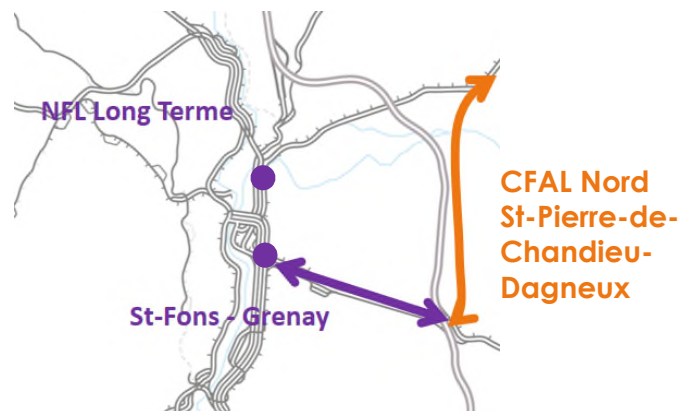 NFL Long Terme
CFAL Nord
St-Pierre-de-
Chandieu-
Dagneux
St-Fons - Grenay